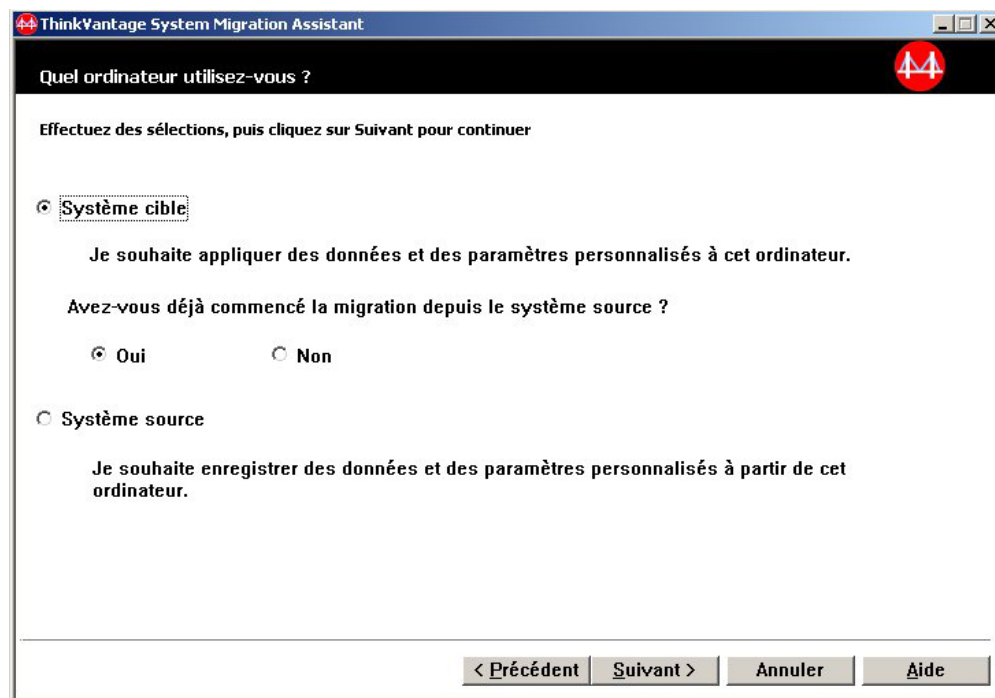 ThinkVantage System Migration Assistant
Quel ordinateur utilisez-vous ?
Effectuez des sélections, puis cliquez sur Suivant pour continuer
Système cible
Je souhaite appliquer des données et des paramètres personnalisés à cet ordinateur.
Avez-vous déjà commencé la migration depuis le système source ?
Oui Non
Système source
Je souhaite enregistrer des données et des paramètres personnalisés à partir de cet
ordinateur.
< Précédent Suivant > Annuler Aide